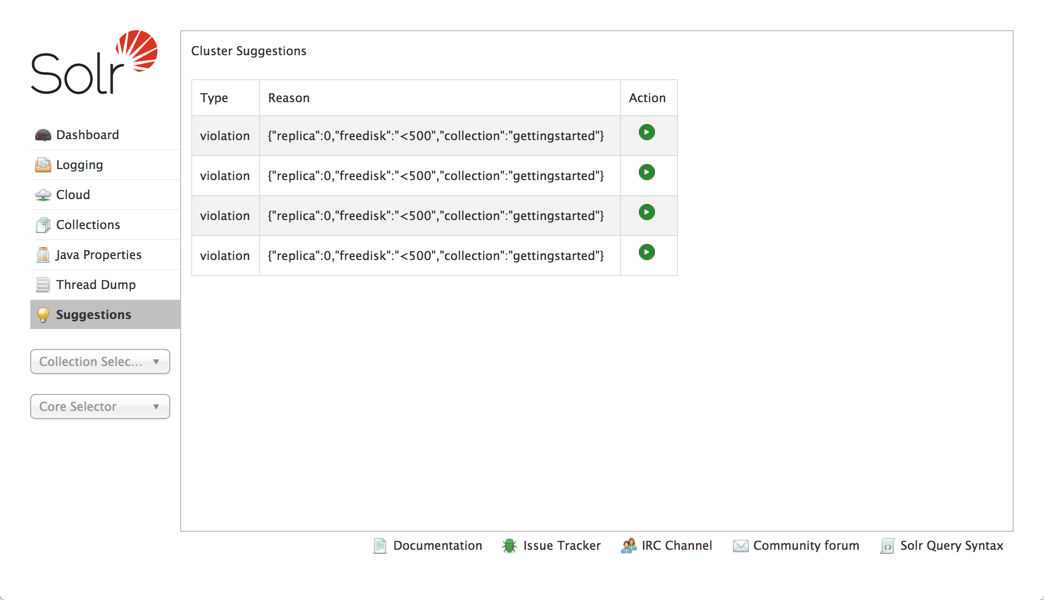 Solr
Dashboard
Logging
Cloud
Collections
Java Properties
Thread Dump
Suggestions
Collection Selec...
Core Selector
Cluster Suggestions
Type Reason Action
violation {"replica":0,"freedisk":"<500","collection":"gettingstarted"}
violation {"replica":0,"freedisk":"<500","collection":"gettingstarted"}
violation {"replica":0,"freedisk":"<500","collection":"gettingstarted"}
violation {"replica":0,"freedisk":"<500","collection":"gettingstarted"}
Documentation Issue Tracker IRC Channel Community forum Solr Query Syntax